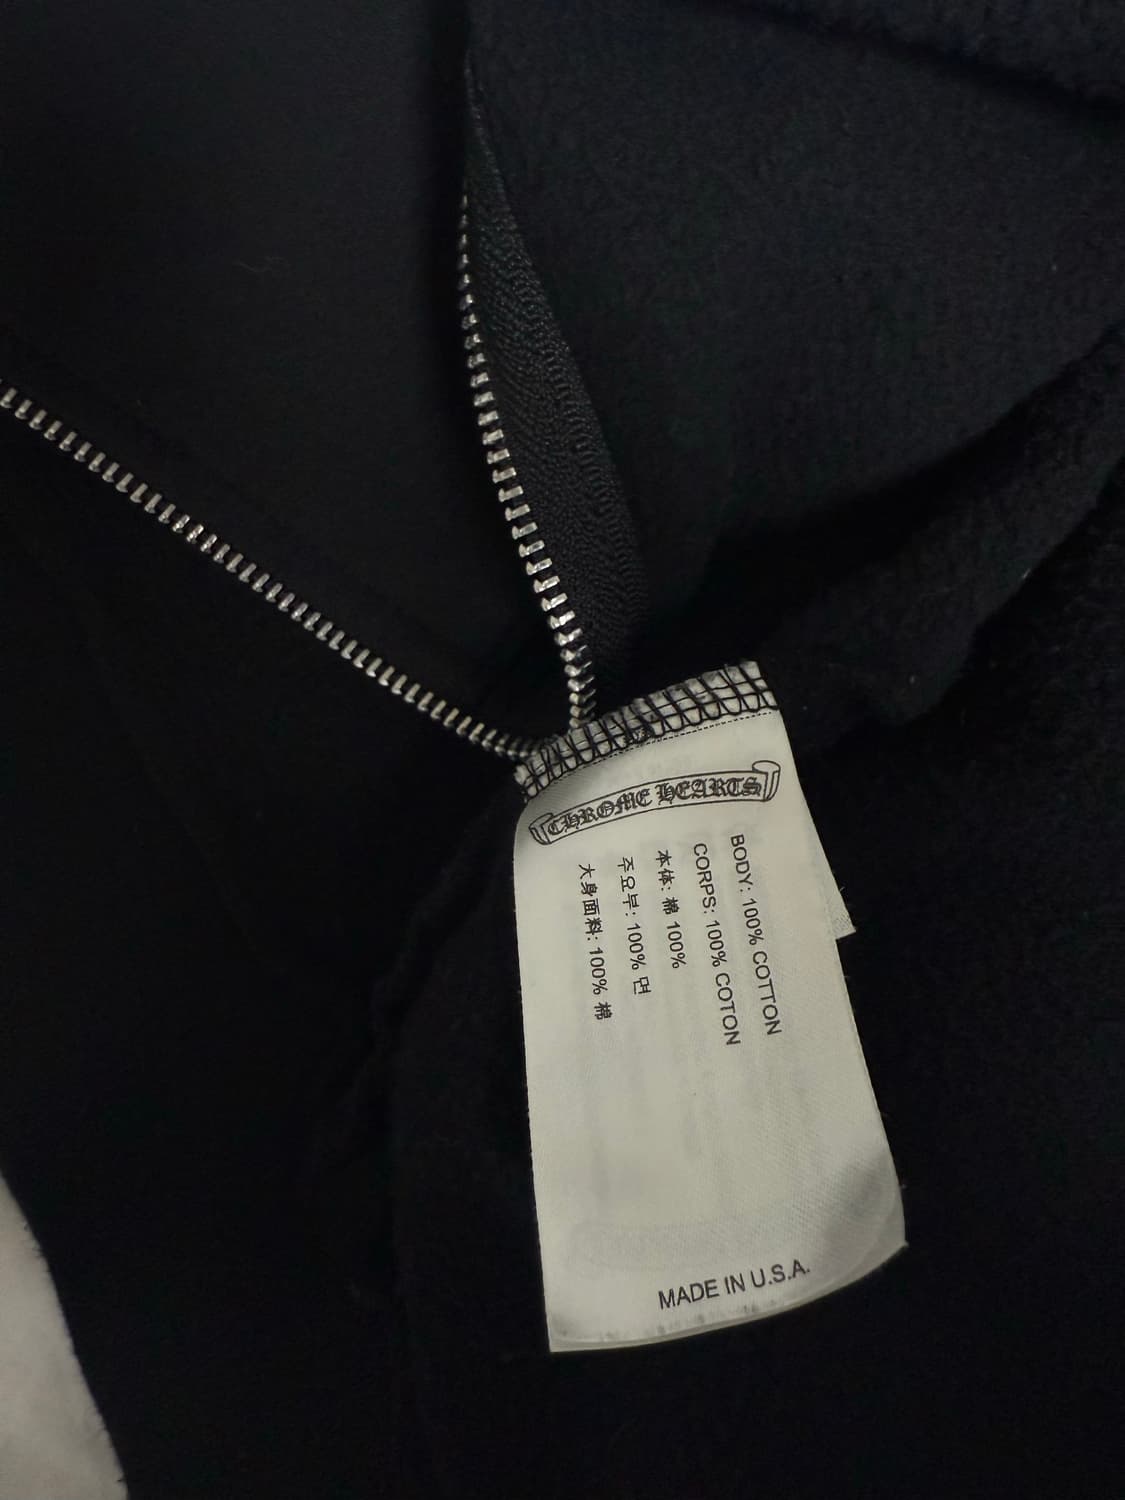 CHROME HEARTS
BODY: 100% COTTON
CORPS: 100% COTON
本体: 棉 100%
주요부: 100% 면
大身面料: 100% 棉
MADE IN U.S.A.